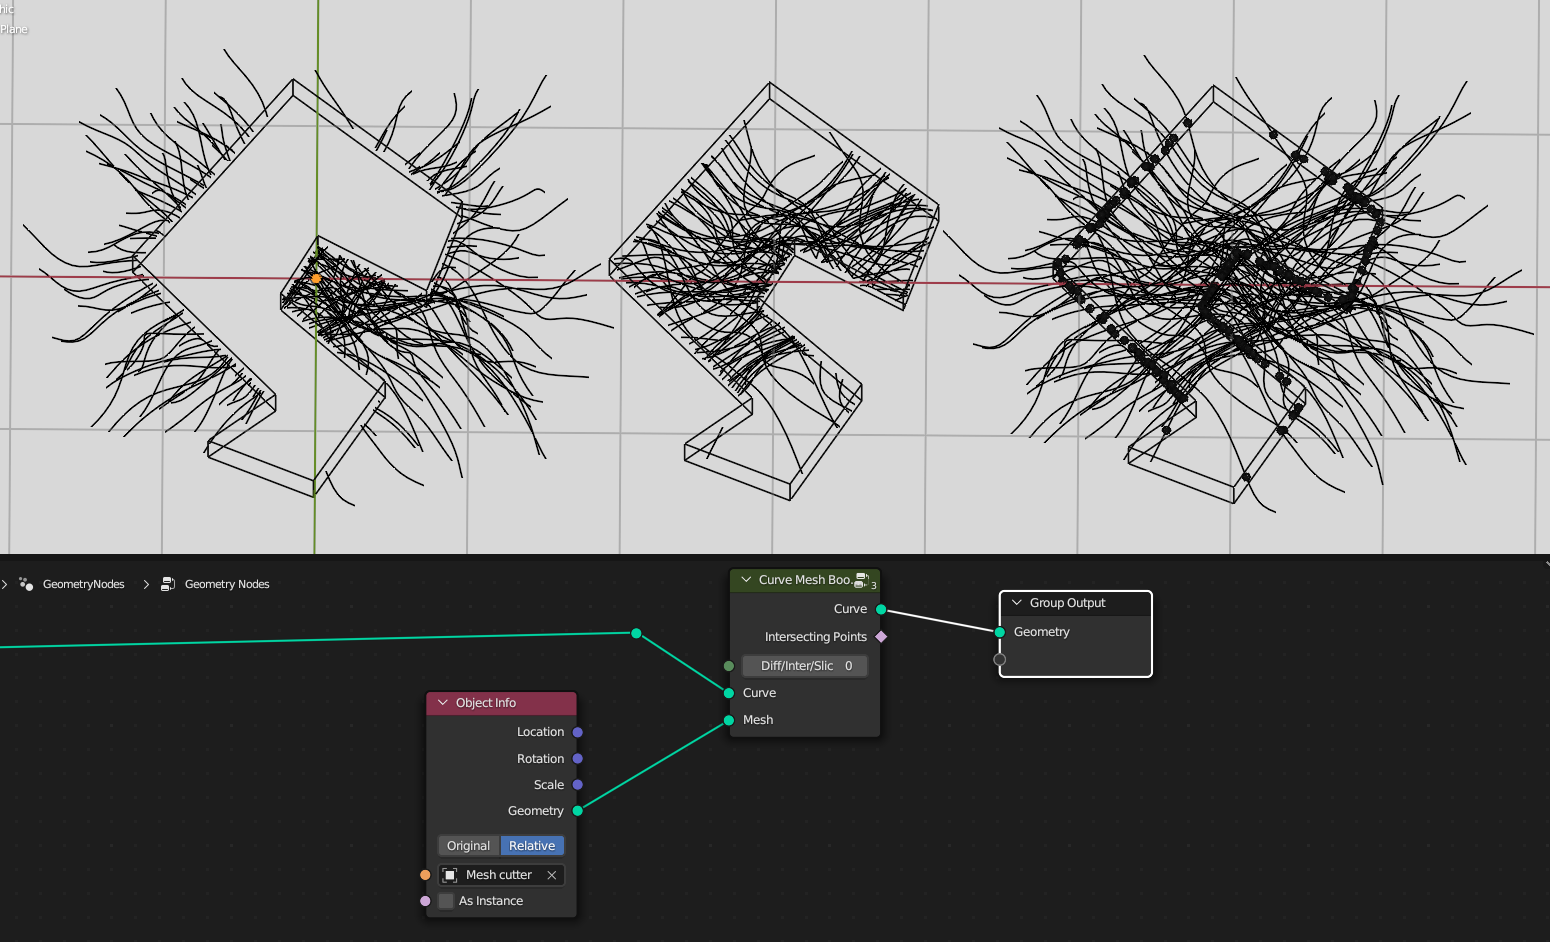 Plane
GeometryNodes
Geometry Nodes
Curve Mesh Boo..
3
Curve
Intersecting Points
Diff/Inter/Slic 0
Curve
Mesh
Group Output
Geometry
Object Info
Location
Rotation
Scale
Geometry
Original
Relative
Mesh cutter
As Instance